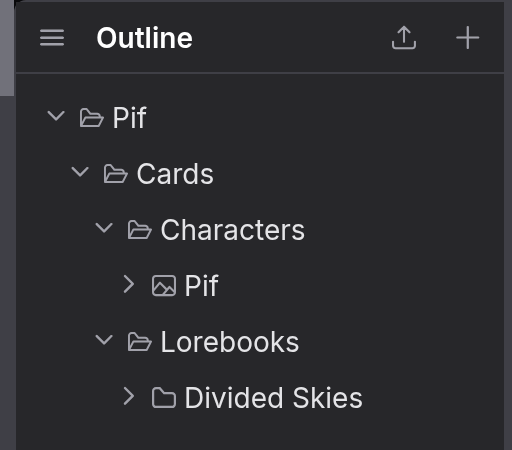 Outline
Pif
Cards
Characters
Pif
Lorebooks
Divided Skies